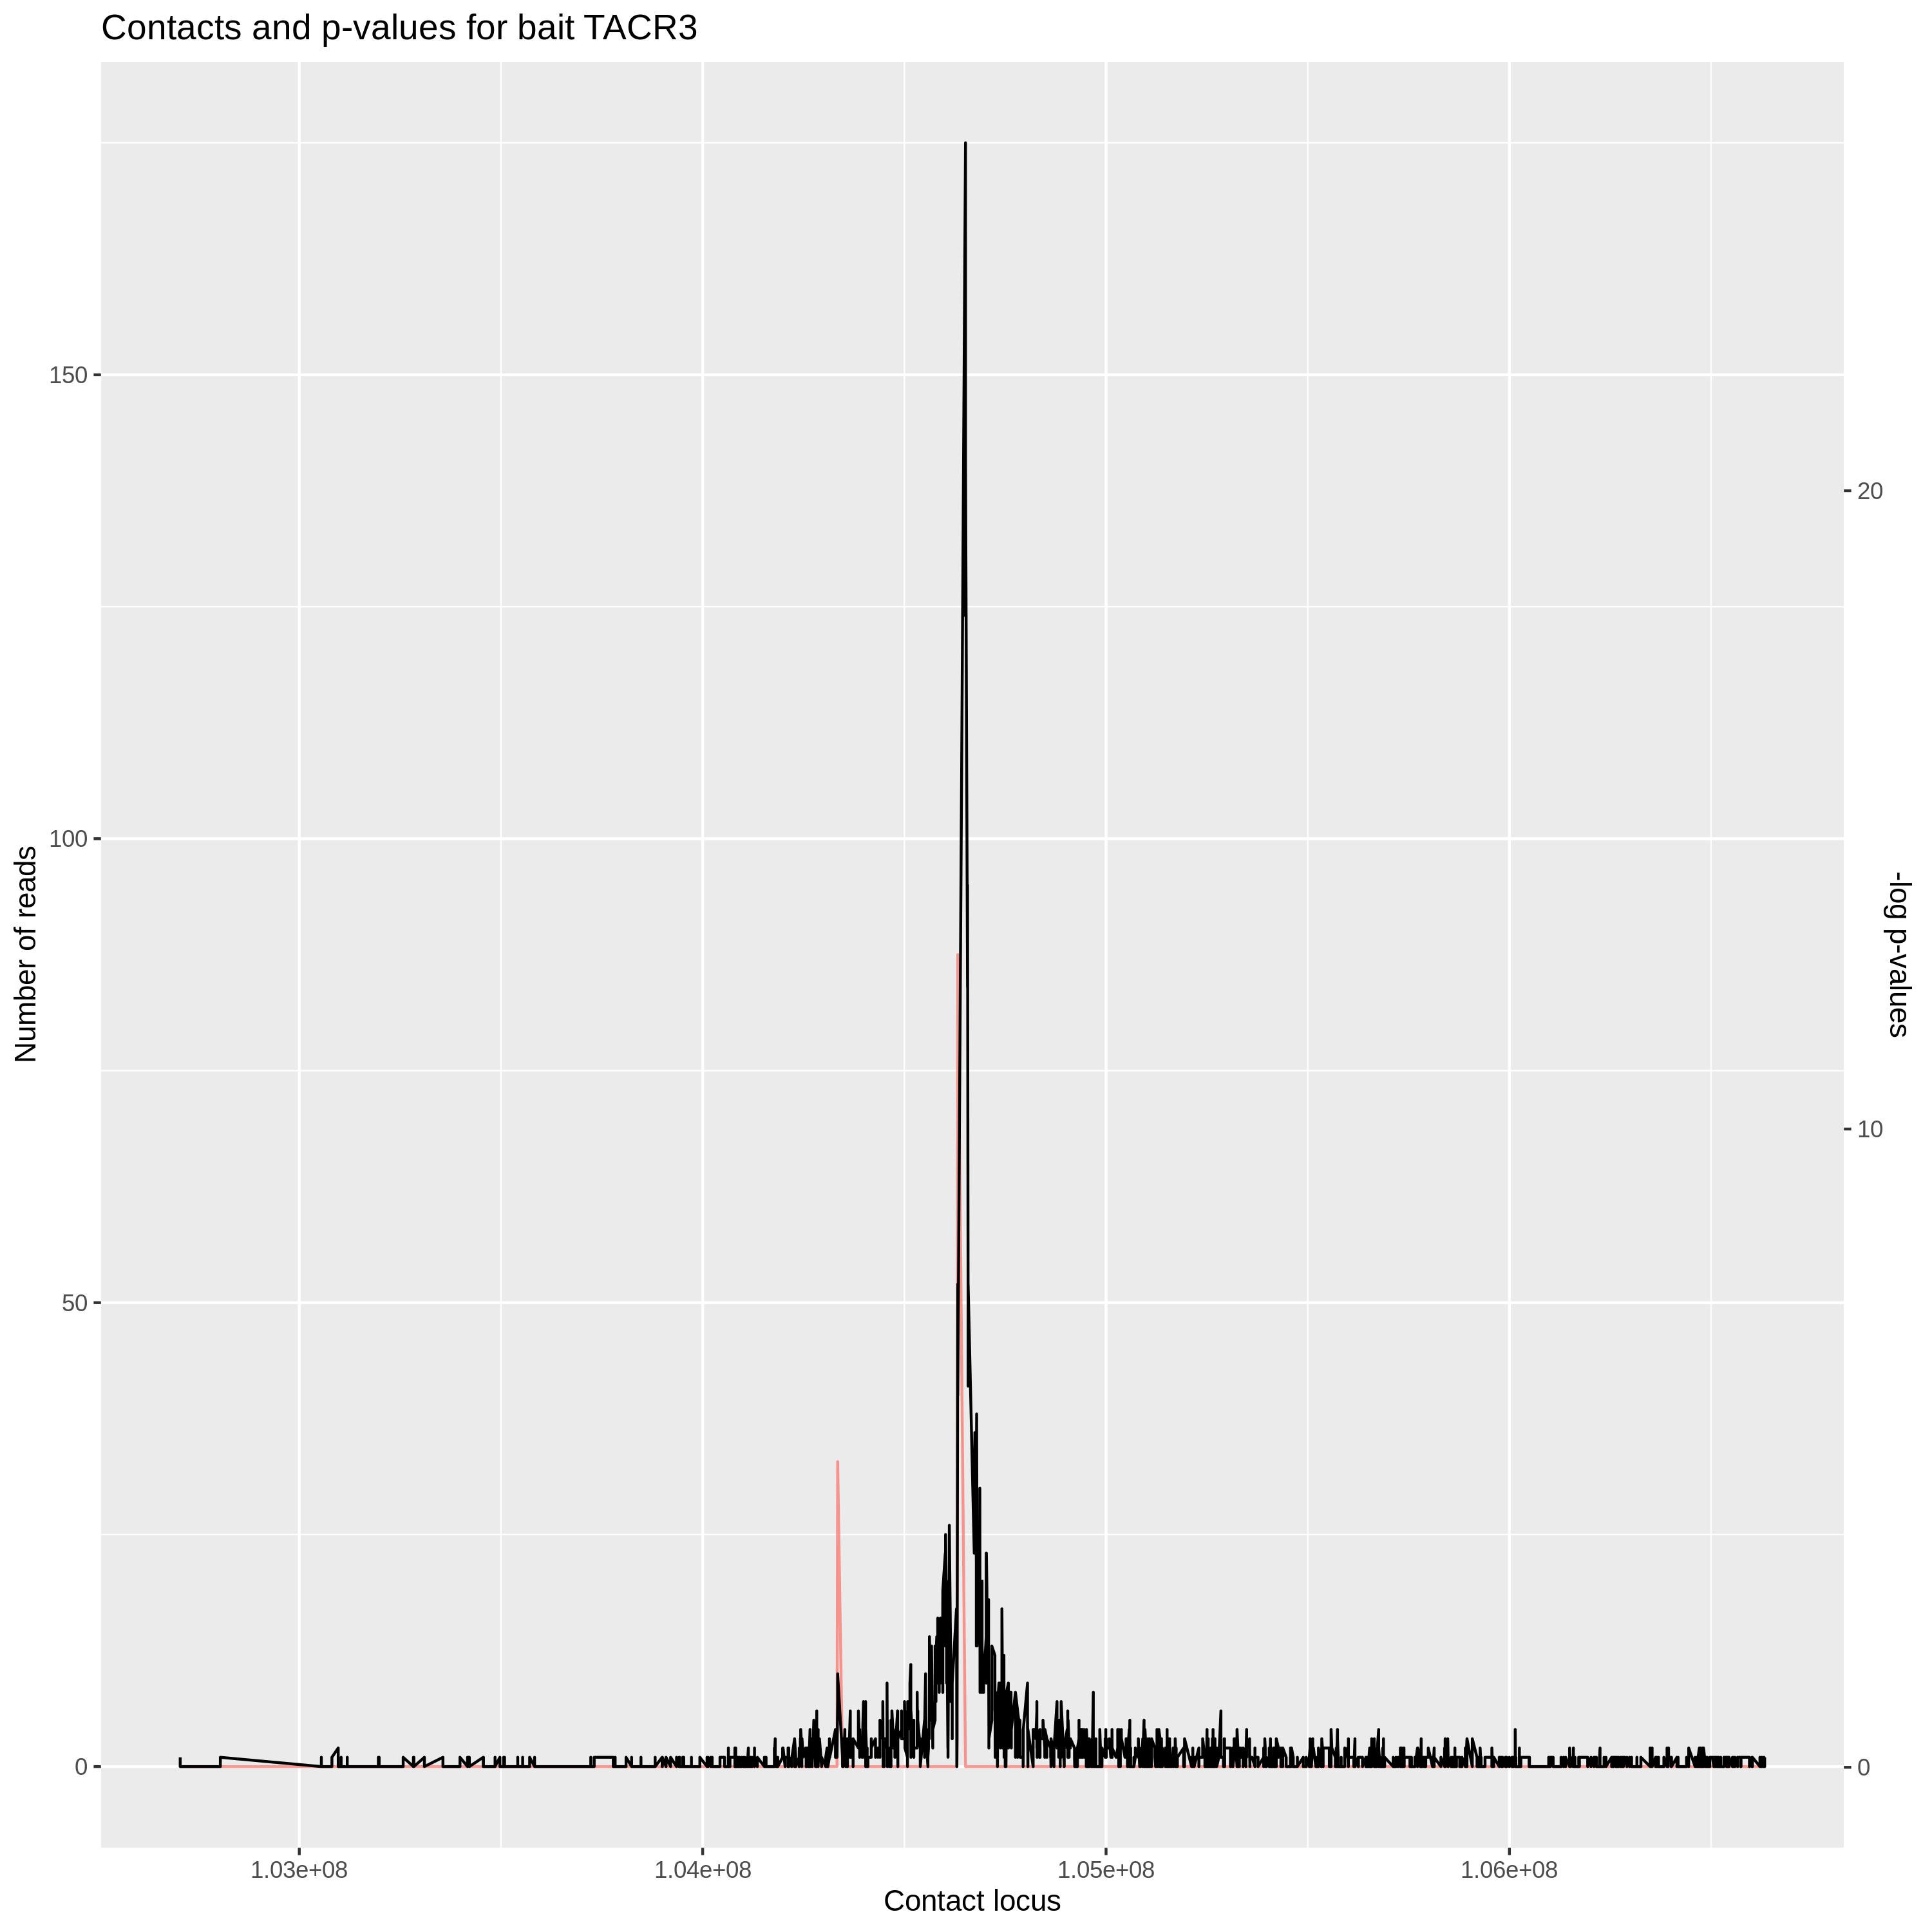 Contacts and p-values for bait TACR3
Number of reads
150
100
50
0
20
10
0
-log p-values
1.03e+08
1.04e+08
1.05e+08
1.06e+08
Contact locus